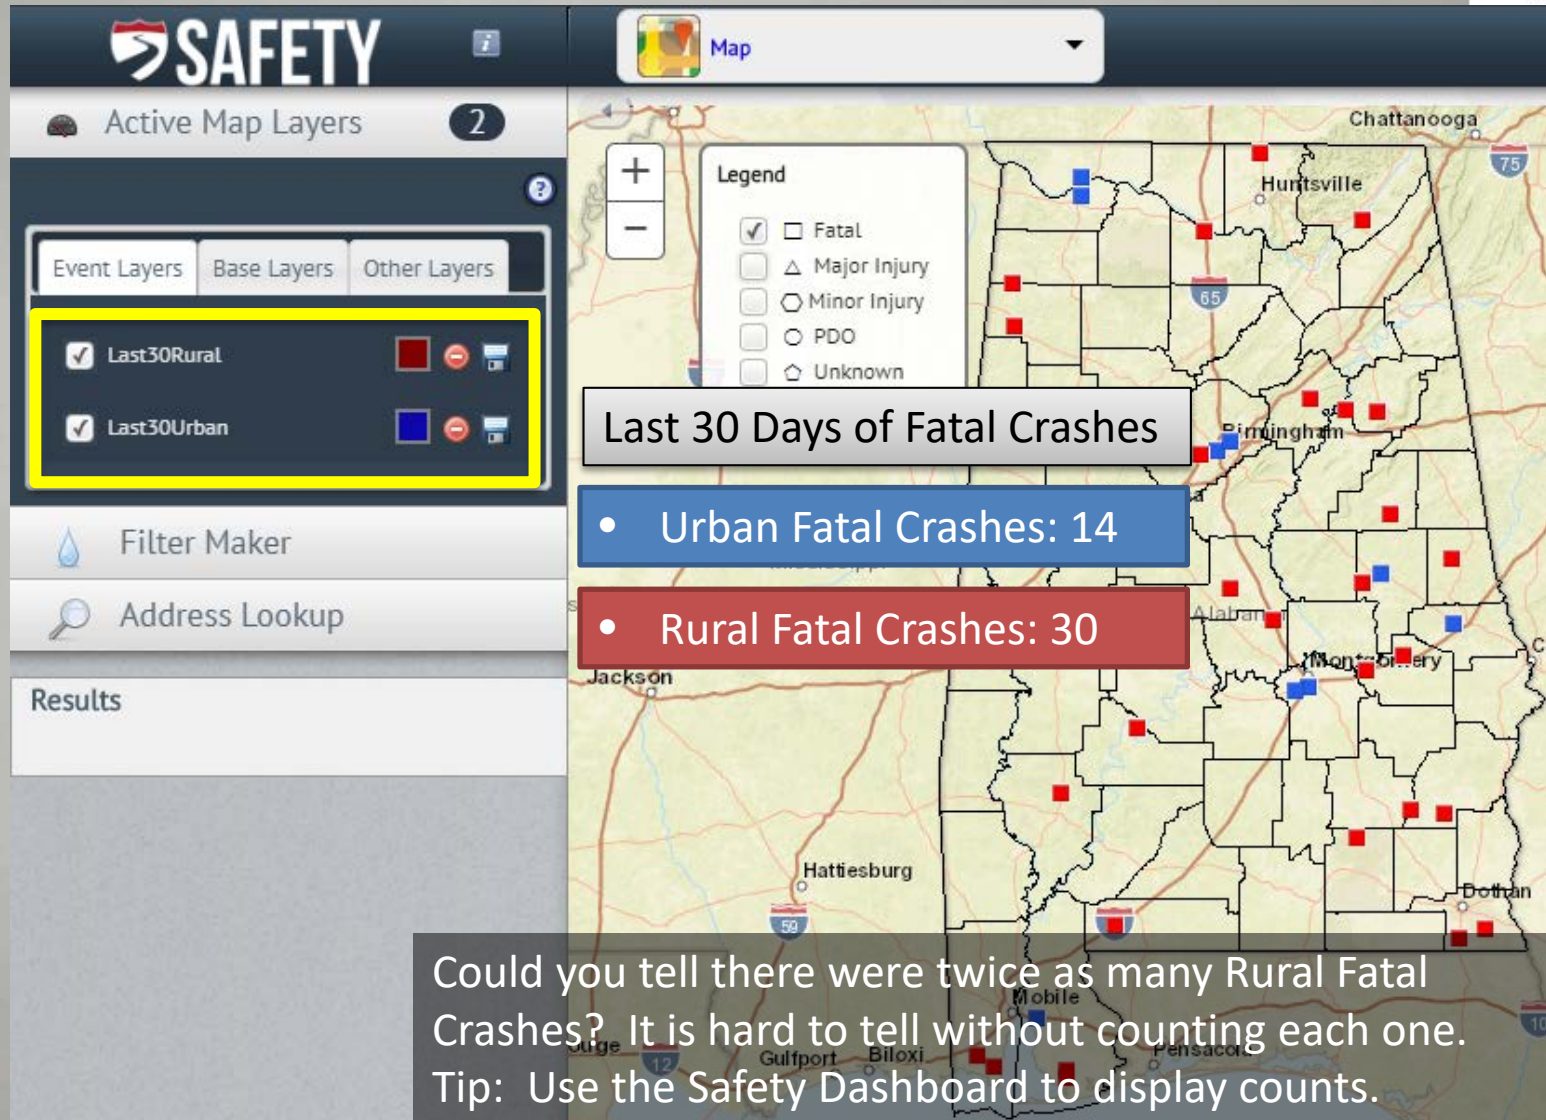 SAFETY
i
Map
Active Map Layers 2
?
Event Layers Base Layers Other Layers
Last30Rural
Last30Urban
Filter Maker
Address Lookup
Results
+
−
Legend
Fatal
Major Injury
Minor Injury
PDO
Unknown
Chattanooga
75
Huntsville
65
Birmingham
Last 30 Days of Fatal Crashes
• Urban Fatal Crashes: 14
Mississippi
• Rural Fatal Crashes: 30
Montgomery
Jackson
Hattiesburg
59
Dothan
Could you tell there were twice as many Rural Fatal
Crashes? It is hard to tell without counting each one.
Tip: Use the Safety Dashboard to display counts.
Mobile
10
12
Gulfport
Biloxi
Pensacola